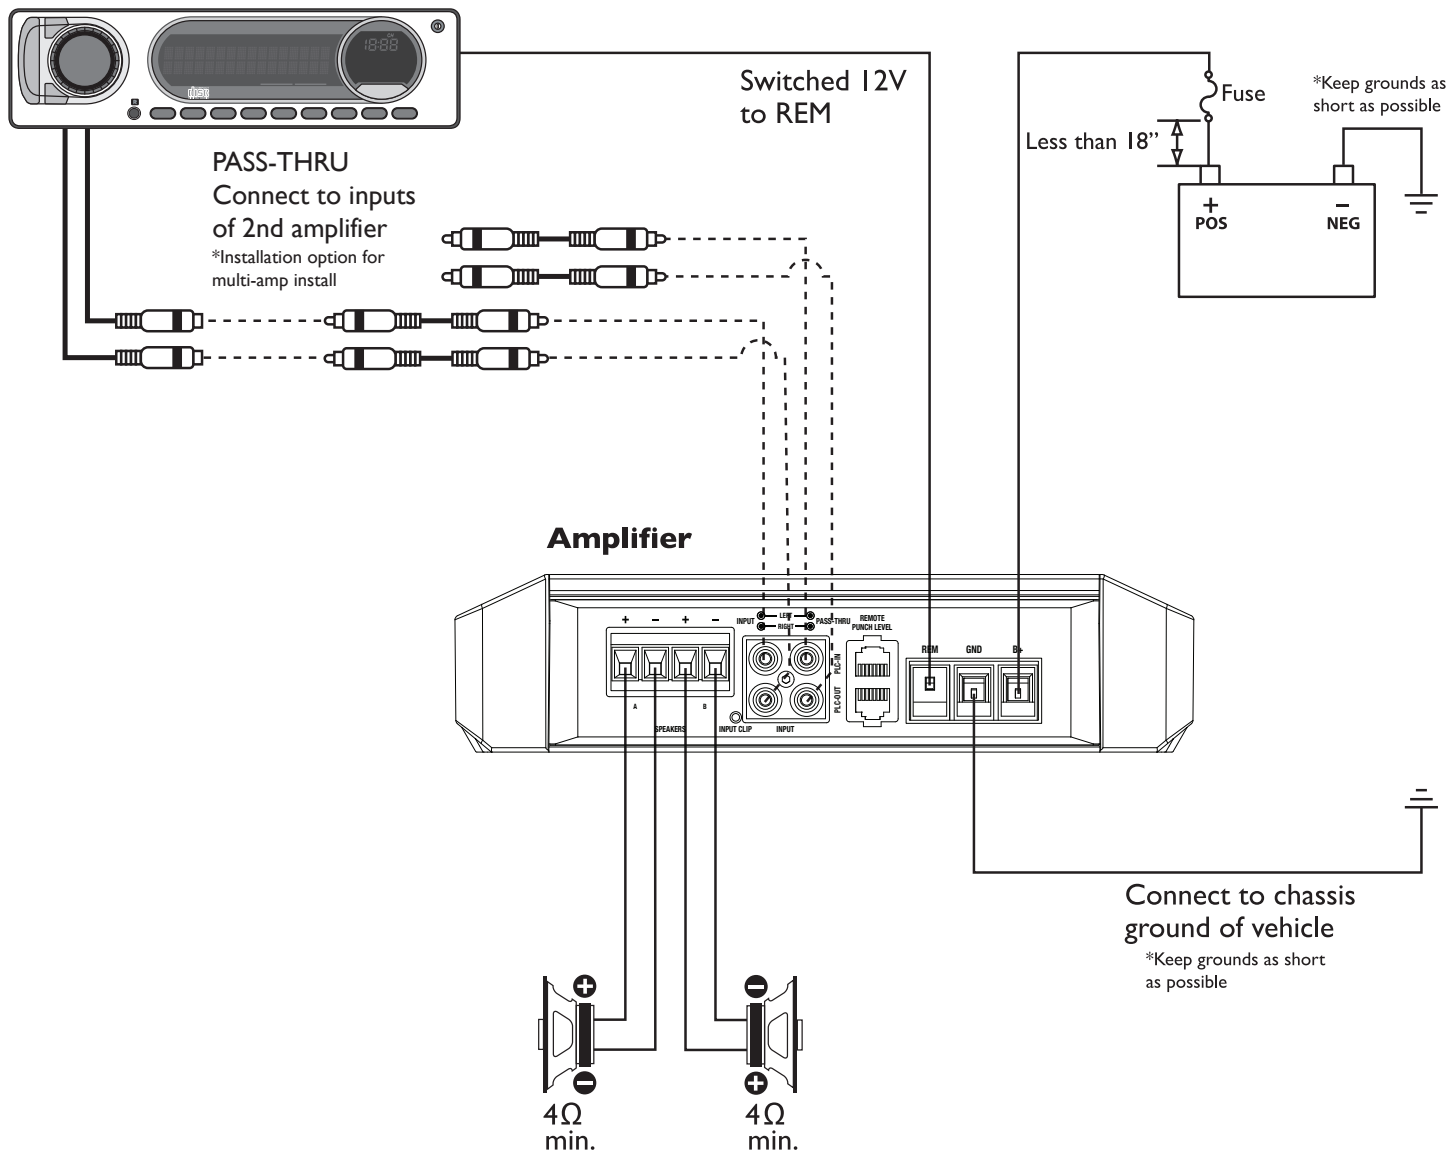 18:88
Switched 12V
to REM
Fuse
*Keep grounds as
short as possible
Less than 18”
PASS-THRU
Connect to inputs
of 2nd amplifier
*Installation option for
multi-amp install
+
POS
–
NEG
Amplifier
+ – + –
INPUT
LEFT
RIGHT
PASS-THRU
REMOTE
PUNCH LEVEL
REM GND B+
PLC-IN
PLC-OUT
A
B
SPEAKERS
INPUT CLIP
INPUT
Connect to chassis
ground of vehicle
*Keep grounds as short
as possible
+
–
4Ω
min.
–
+
4Ω
min.